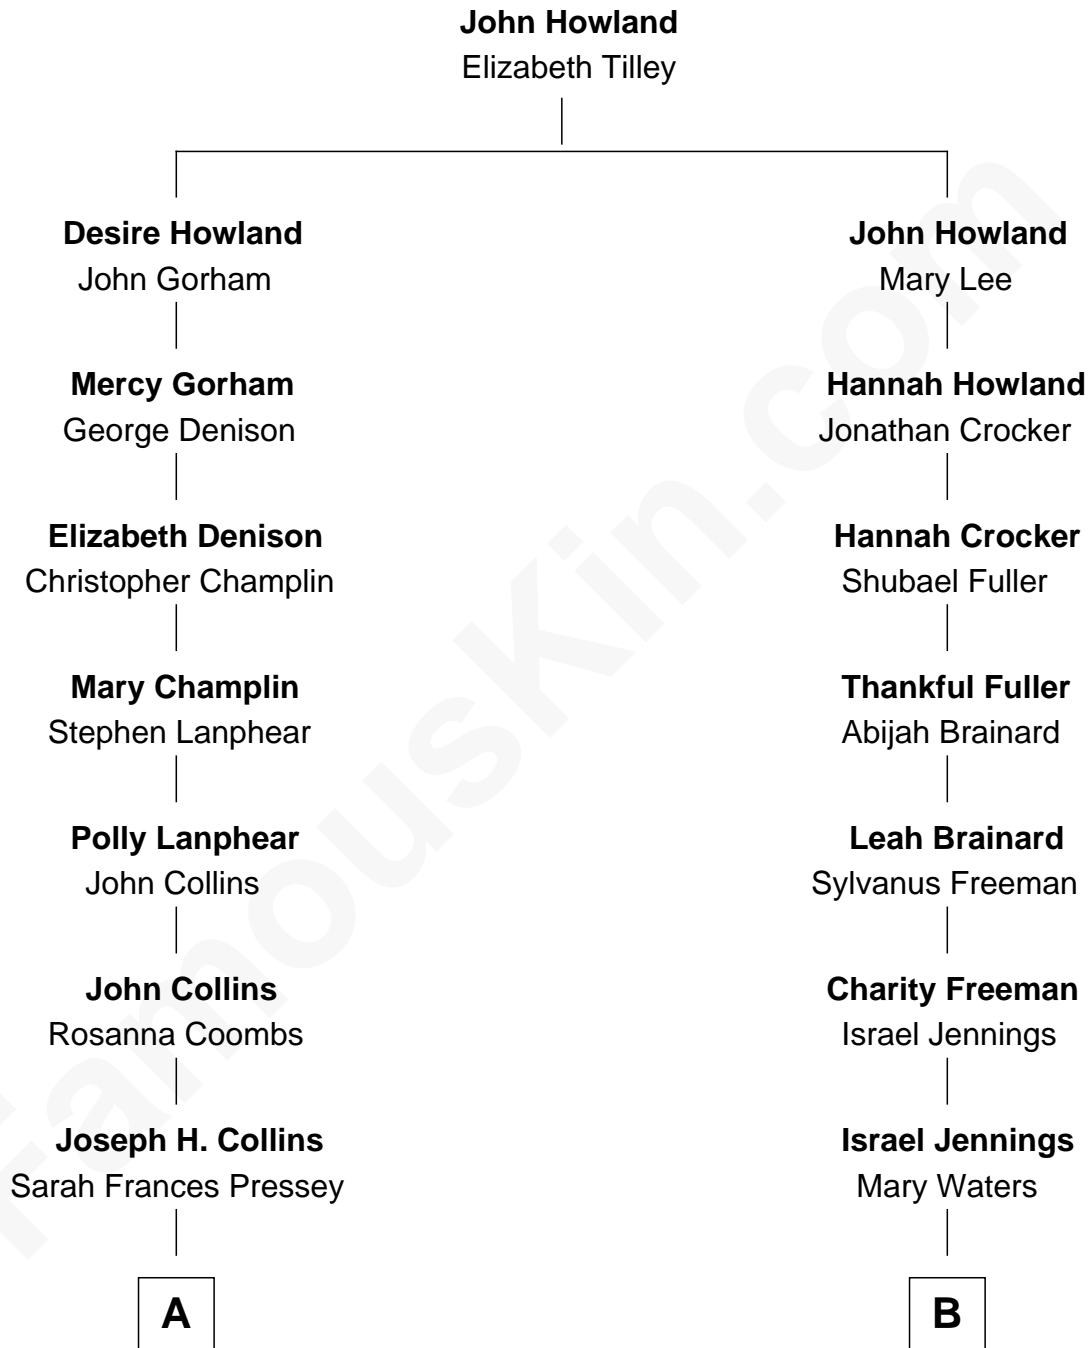 John Howland
Elizabeth Tilley
Desire Howland
John Gorham
John Howland
Mary Lee
Mercy Gorham
George Denison
Hannah Howland
Jonathan Crocker
Elizabeth Denison
Christopher Champlin
Hannah Crocker
Shubael Fuller
Mary Champlin
Stephen Lanphear
Thankful Fuller
Abijah Brainard
Polly Lanphear
John Collins
Leah Brainard
Sylvanus Freeman
John Collins
Rosanna Coombs
Charity Freeman
Israel Jennings
Joseph H. Collins
Sarah Frances Pressey
Israel Jennings
Mary Waters
A
B
FamousKin.com